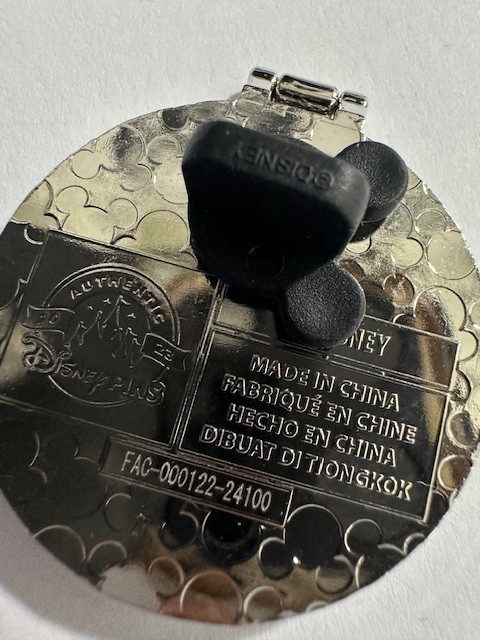 ©DISNEY
AUTHENTIC
20 23
Disney PINS
DISNEY
MADE IN CHINA
FABRIQUÉ EN CHINE
HECHO EN CHINA
DIBUAT DI TIONGKOK
FAC-000122-24100